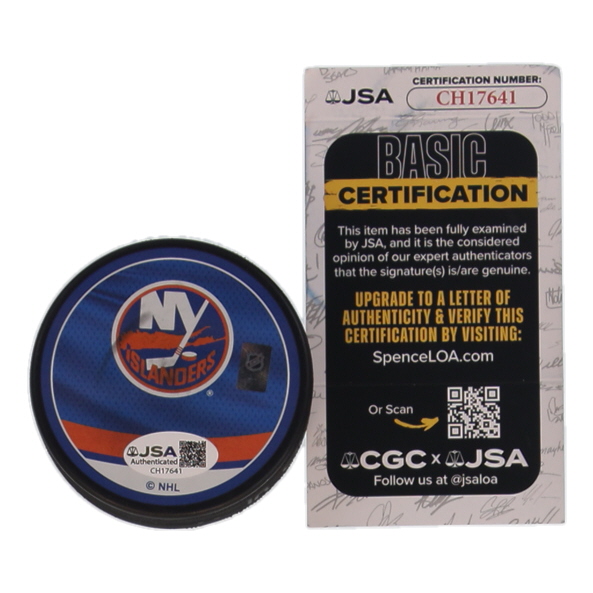 NY
ISLANDERS
®
JSA
Authenticated
CH17641
© NHL
CERTIFICATION NUMBER:
JSA
CH17641
BASIC
CERTIFICATION
This item has been fully examined
by JSA, and it is the considered
opinion of our expert authenticators
that the signature(s) is/are genuine.
UPGRADE TO A LETTER OF
AUTHENTICITY & VERIFY THIS
CERTIFICATION BY VISITING:
SpenceLOA.com
Or Scan
CGC x JSA
Follow us at @jsaloa